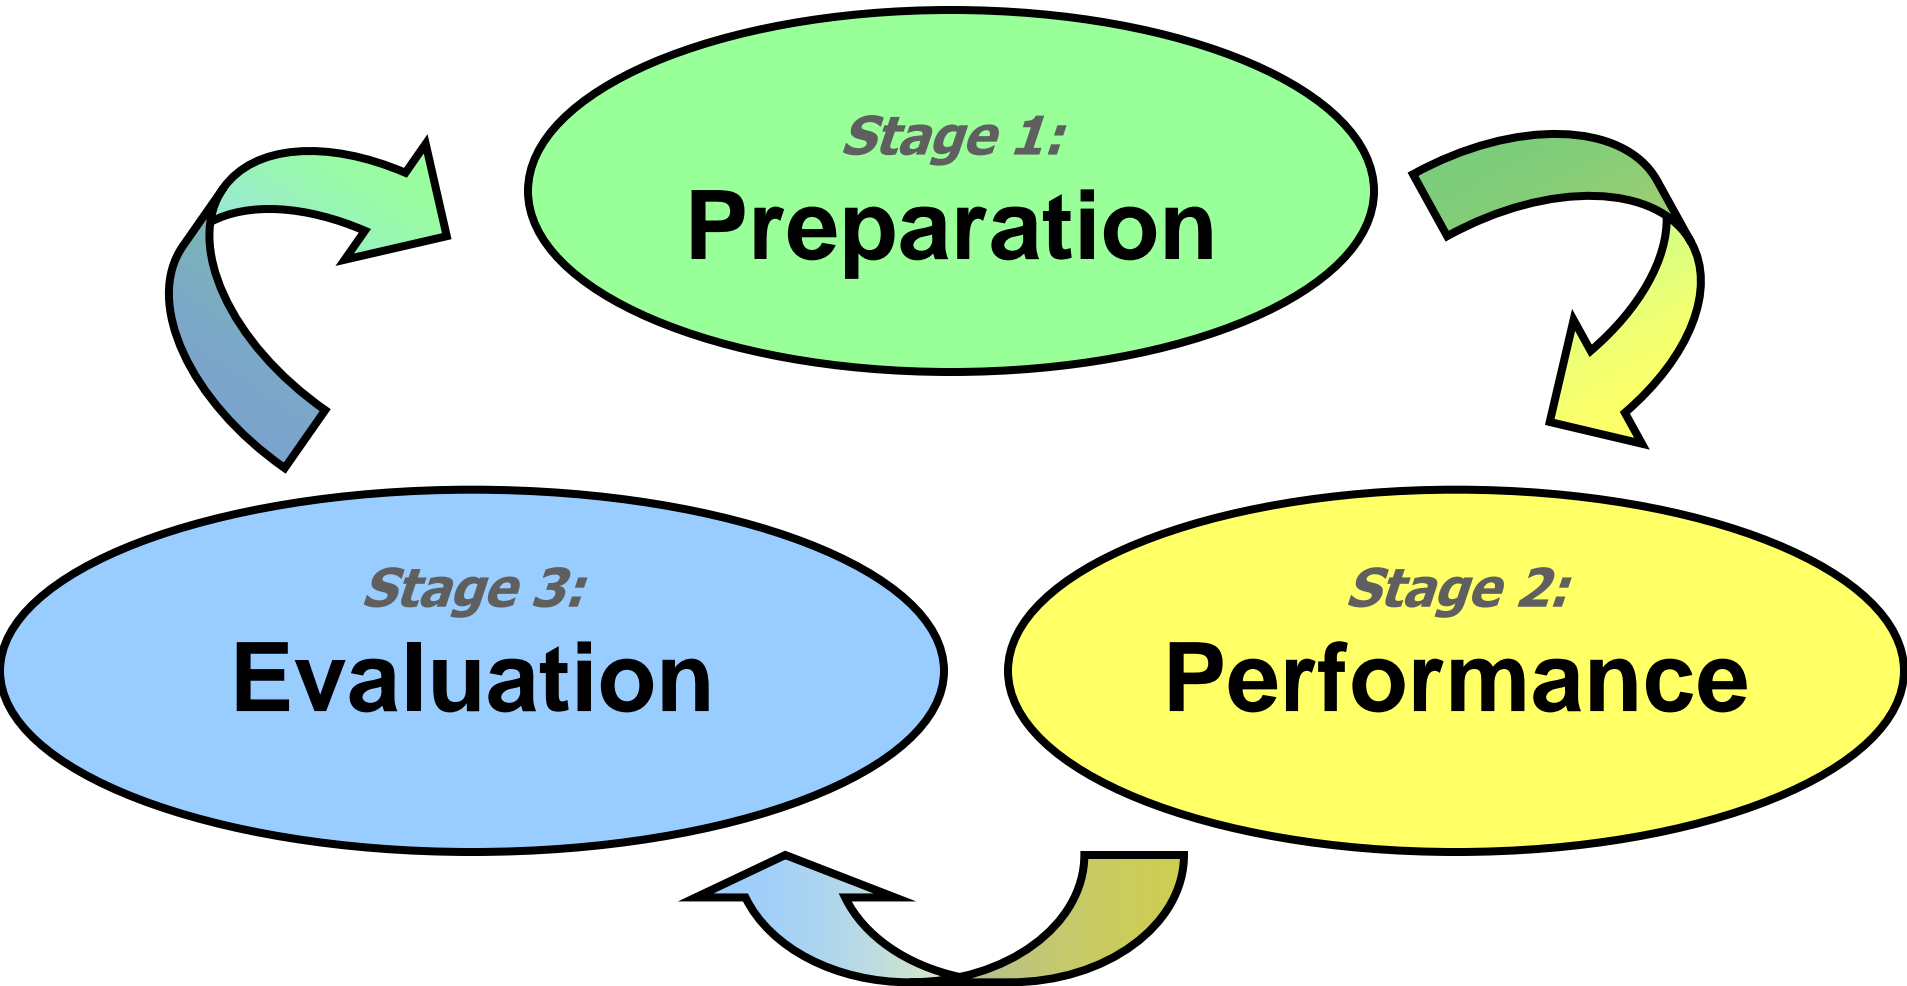 Stage 1:
Preparation
Stage 2:
Performance
Stage 3:
Evaluation